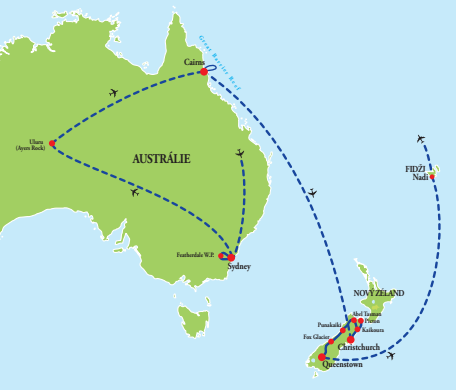 Great Barrier Reef
Cairns
Uluru
(Ayers Rock)
AUSTRÁLIE
FIDŽI
Nadi
Featherdale W.P.
Sydney
NOVÝ ZÉLAND
Abel Tasman
Picton
Punakaiki
Kaikoura
Fox Glacier
Christchurch
Queenstown